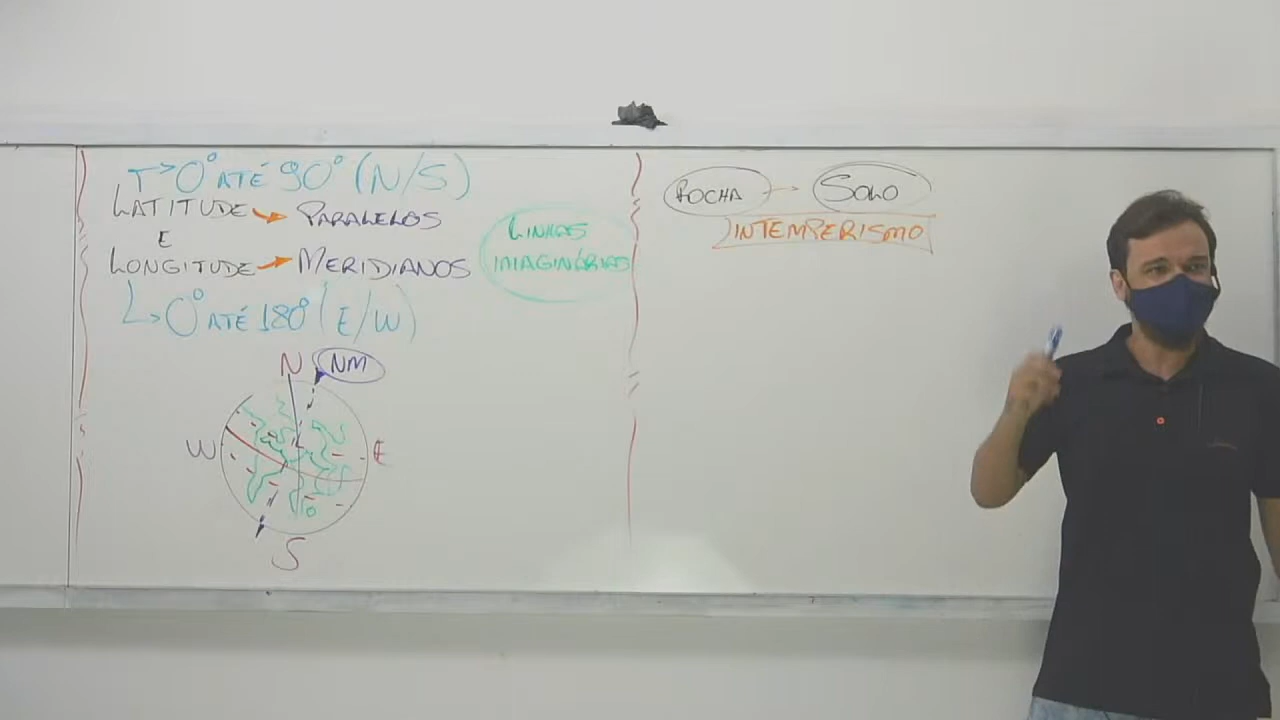 0° ATÉ 90° (N/S)
LATITUDE → PARALELOS
E
LONGITUDE → MERIDIANOS
0° ATÉ 180° (E/W)
LINHAS
IMAGINÁRIAS
N
NM
W
E
S
ROCHA → SOLO
INTEMPERISMO